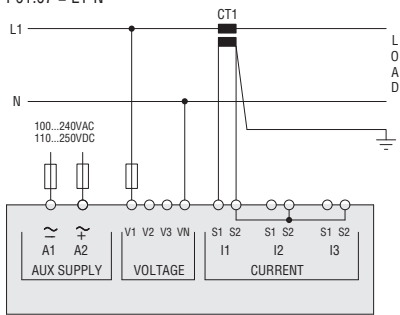 P01.07 = L1-N
CT1
L1
LOAD
N
100...240VAC
110...250VDC
V1 V2 V3 VN S1 S2 S1 S2 S1 S2
A1 A2 I1 I2 I3
AUX SUPPLY VOLTAGE CURRENT